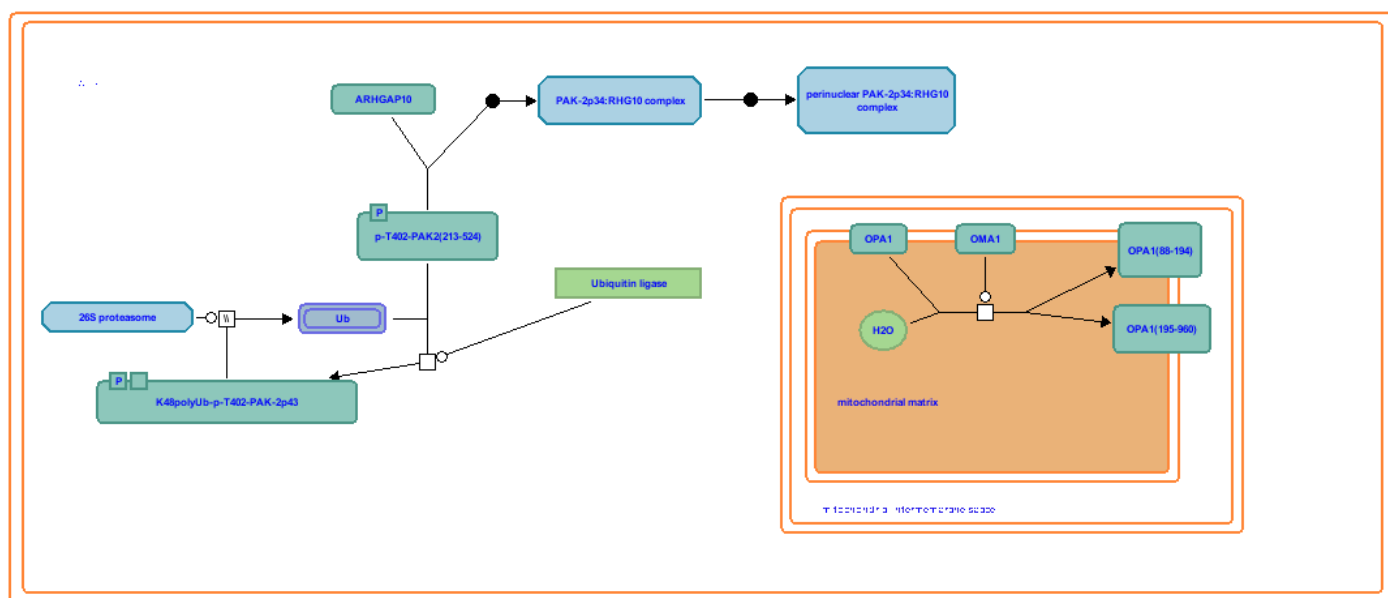 ARHGAP10
PAK-2p34:RHG10 complex
perinuclear PAK-2p34:RHG10
complex
P
p-T402-PAK2(213-524)
OPA1
OMA1
OPA1(88-194)
Ubiquitin ligase
26S proteasome
\\
Ub
H2O
OPA1(195-960)
P
K48polyUb-p-T402-PAK-2p43
mitochondrial matrix